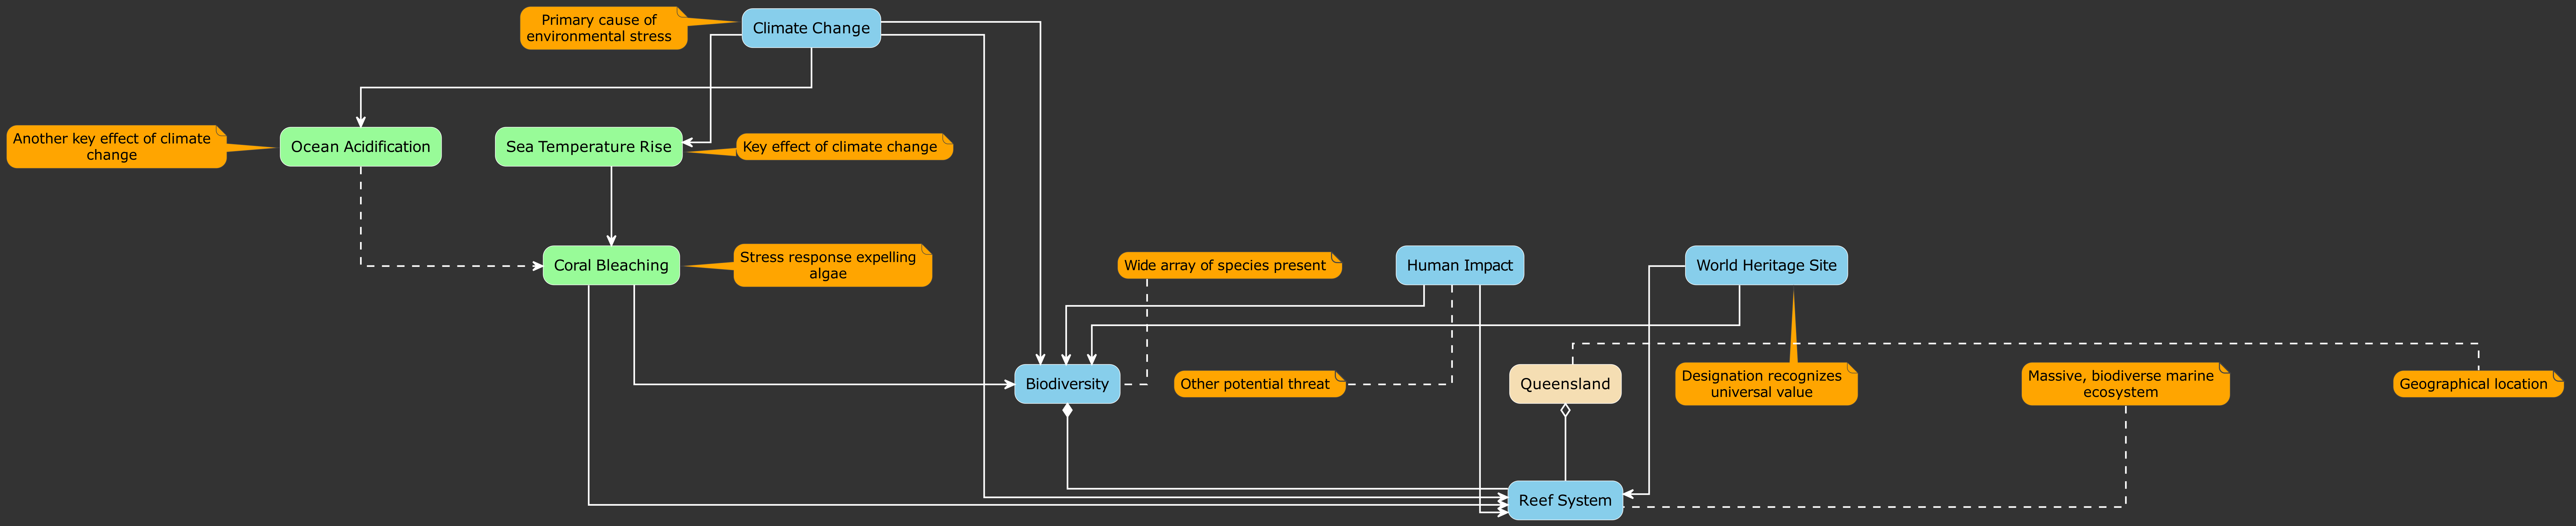 Primary cause of
environmental stress
Climate Change
Another key effect of climate
change
Ocean Acidification
Sea Temperature Rise
Key effect of climate change
Coral Bleaching
Stress response expelling
algae
Wide array of species present
Human Impact
World Heritage Site
Biodiversity
Other potential threat
Queensland
Designation recognizes
universal value
Massive, biodiverse marine
ecosystem
Geographical location
Reef System